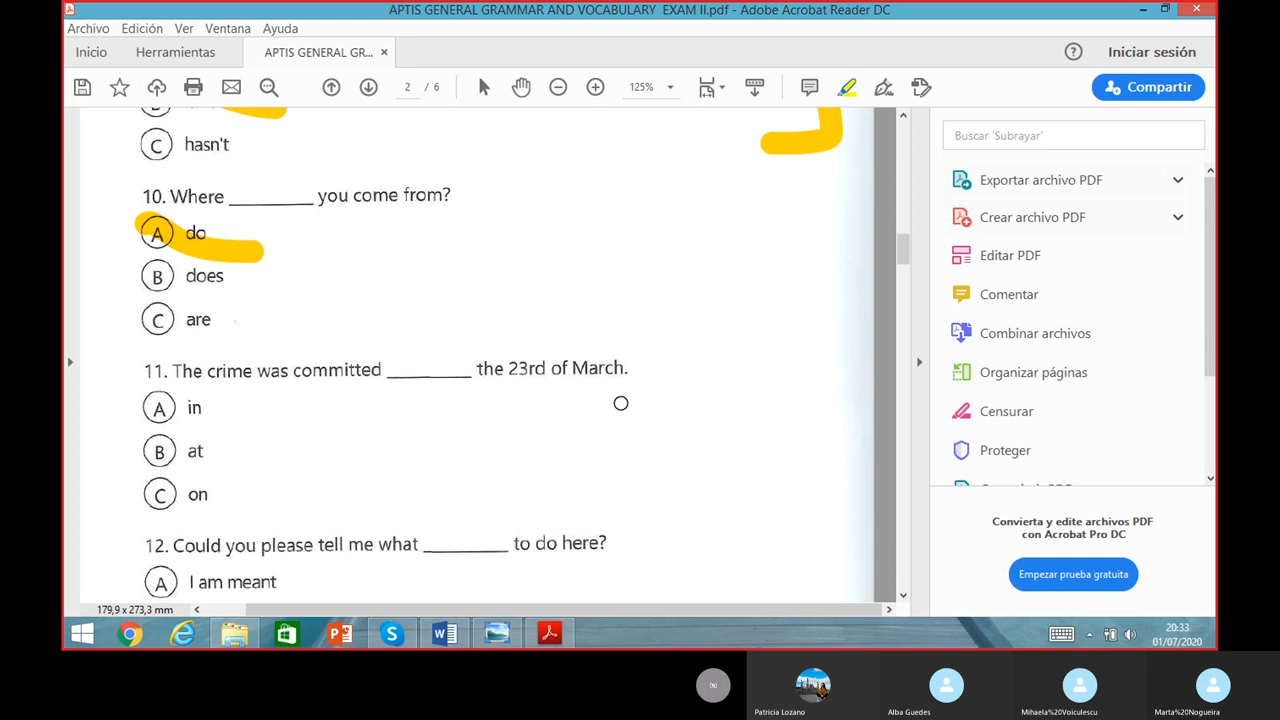 APTIS GENERAL GRAMMAR AND VOCABULARY EXAM II.pdf - Adobe Acrobat Reader DC
Archivo Edición Ver Ventana Ayuda
Inicio Herramientas APTIS GENERAL GR... × Iniciar sesión
2 / 6 125% Compartir
C hasn't
10. Where ________ you come from?
A do
B does
C are
11. The crime was committed ________ the 23rd of March.
A in
B at
C on
12. Could you please tell me what ________ to do here?
A I am meant
179,9 x 273,3 mm
Buscar 'Subrayar'
Exportar archivo PDF
Crear archivo PDF
Editar PDF
Comentar
Combinar archivos
Organizar páginas
Censurar
Proteger
Convierta y edite archivos PDF
con Acrobat Pro DC
Empezar prueba gratuita
20:33
01/07/2020
Patricia Lozano Alba Guedes Mihaela%20Voiculescu Marta%20Nogueira